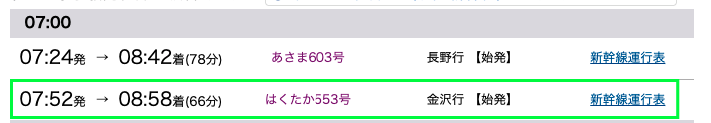 07:00
07:24発 → 08:42着(78分) あさま603号 長野行 【始発】 新幹線運行表
07:52発 → 08:58着(66分) はくたか553号 金沢行 【始発】 新幹線運行表